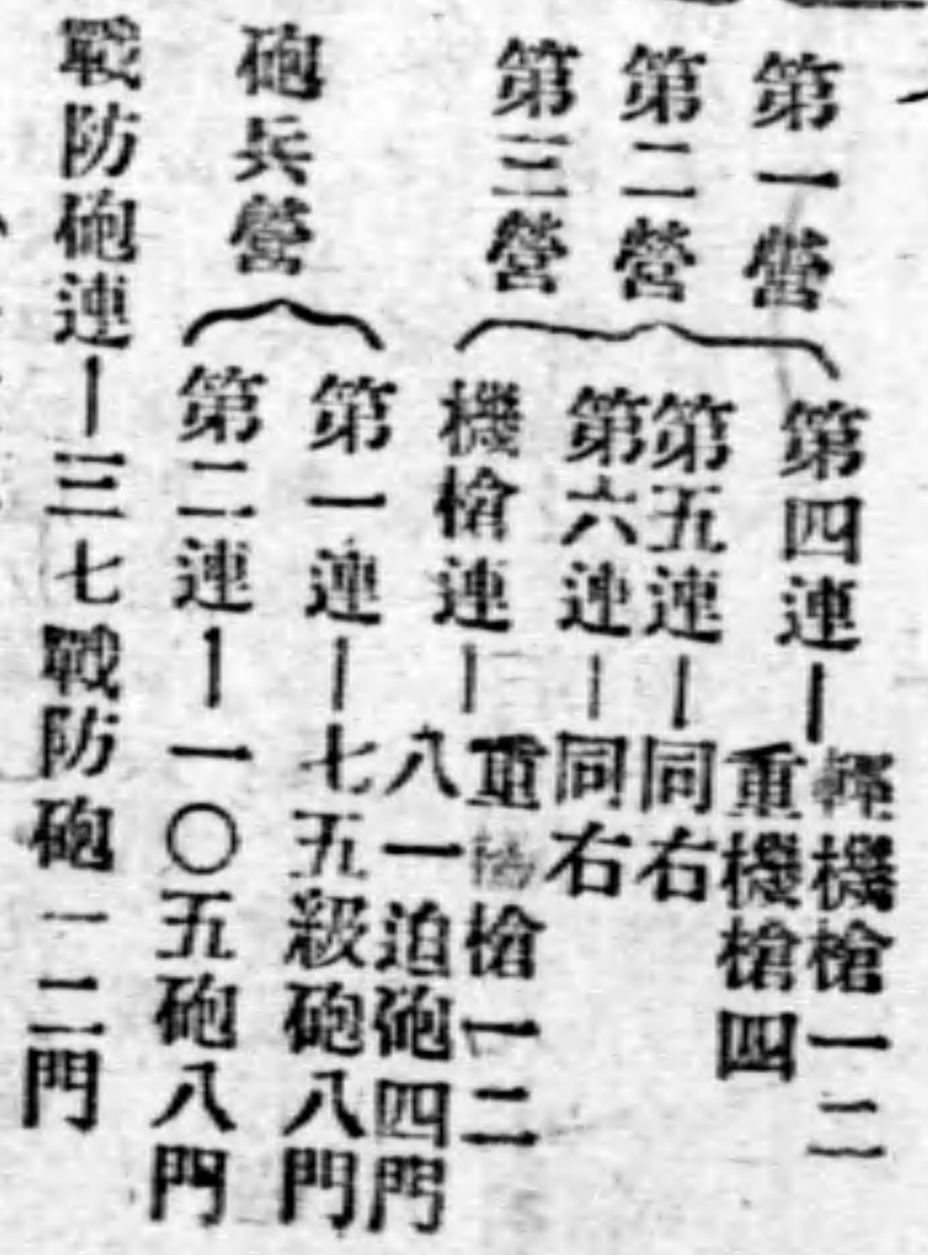 第一營
第二營
第三營
第四連—輕機槍一二
重機槍四
第五連—同右
第六連—同右
機槍連—重機槍一二
八一迫砲四門
砲兵營
第一連—七五級砲八門
第二連—一〇五砲八門
戰防砲連—三七戰防砲一二門